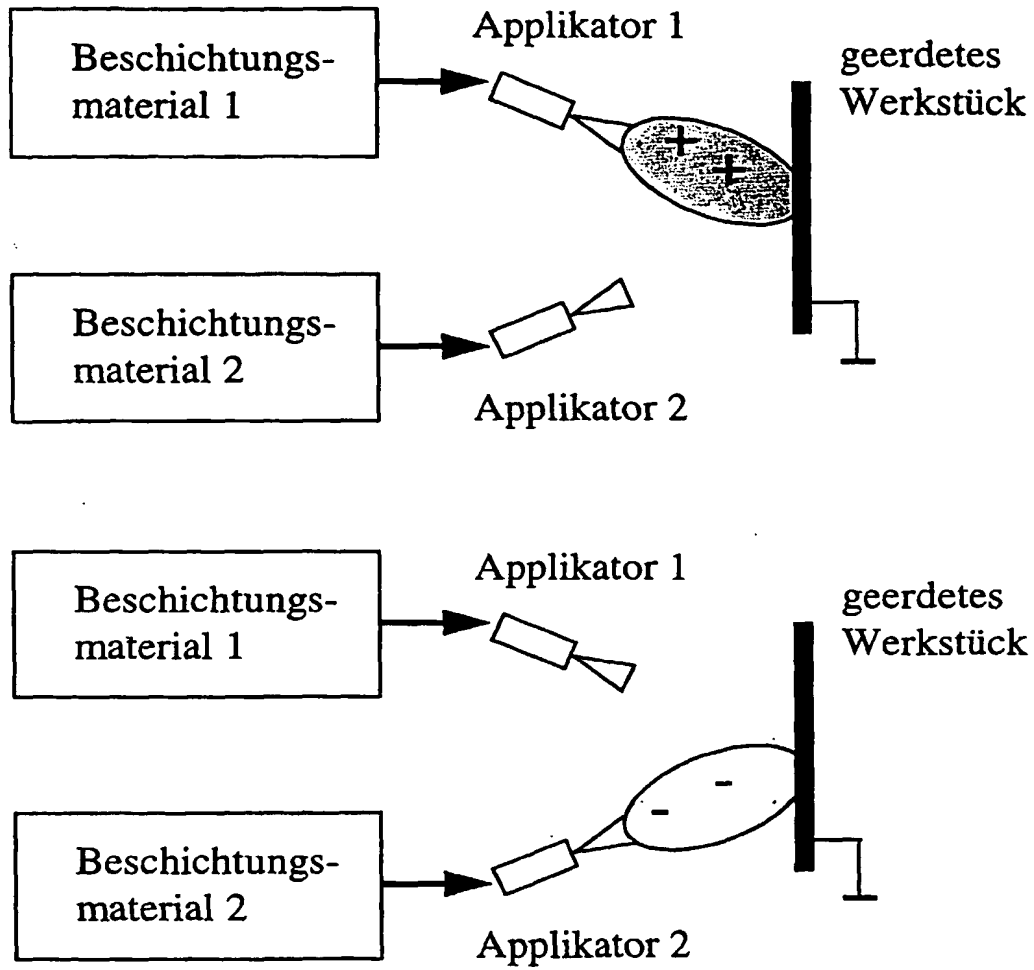 Applikator 1
Beschichtungs-
material 1
geerdetes
Werkstück
+
+
Beschichtungs-
material 2
Applikator 2
Applikator 1
Beschichtungs-
material 1
geerdetes
Werkstück
-
-
Beschichtungs-
material 2
Applikator 2